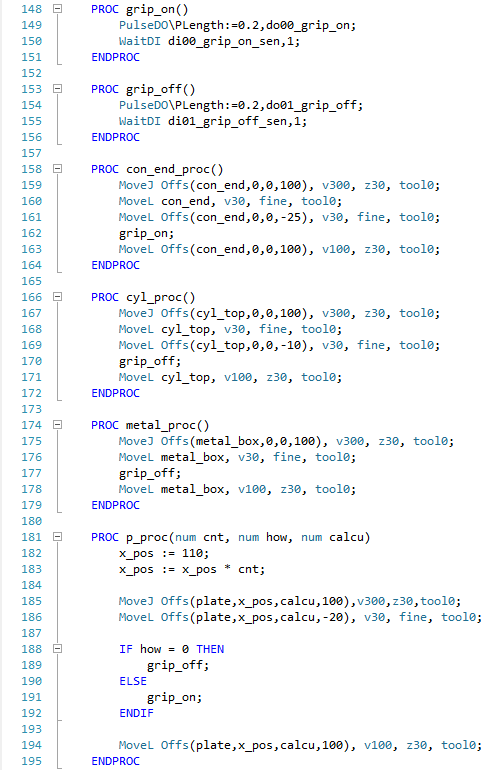 148 PROC grip_on()
149 PulseDO\PLength:=0.2,do00_grip_on;
150 WaitDI di00_grip_on_sen,1;
151 ENDPROC
152
153 PROC grip_off()
154 PulseDO\PLength:=0.2,do01_grip_off;
155 WaitDI di01_grip_off_sen,1;
156 ENDPROC
157
158 PROC con_end_proc()
159 MoveJ Offs(con_end,0,0,100), v300, z30, tool0;
160 MoveL con_end, v30, fine, tool0;
161 MoveL Offs(con_end,0,0,-25), v30, fine, tool0;
162 grip_on;
163 MoveL Offs(con_end,0,0,100), v100, z30, tool0;
164 ENDPROC
165
166 PROC cyl_proc()
167 MoveJ Offs(cyl_top,0,0,100), v300, z30, tool0;
168 MoveL cyl_top, v30, fine, tool0;
169 MoveL Offs(cyl_top,0,0,-10), v30, fine, tool0;
170 grip_off;
171 MoveL cyl_top, v100, z30, tool0;
172 ENDPROC
173
174 PROC metal_proc()
175 MoveJ Offs(metal_box,0,0,100), v300, z30, tool0;
176 MoveL metal_box, v30, fine, tool0;
177 grip_off;
178 MoveL metal_box, v100, z30, tool0;
179 ENDPROC
180
181 PROC p_proc(num cnt, num how, num calcu)
182 x_pos := 110;
183 x_pos := x_pos * cnt;
184
185 MoveJ Offs(plate,x_pos,calcu,100),v300,z30,tool0;
186 MoveL Offs(plate,x_pos,calcu,-20), v30, fine, tool0;
187
188 IF how = 0 THEN
189 grip_off;
190 ELSE
191 grip_on;
192 ENDIF
193
194 MoveL Offs(plate,x_pos,calcu,100), v100, z30, tool0;
195 ENDPROC